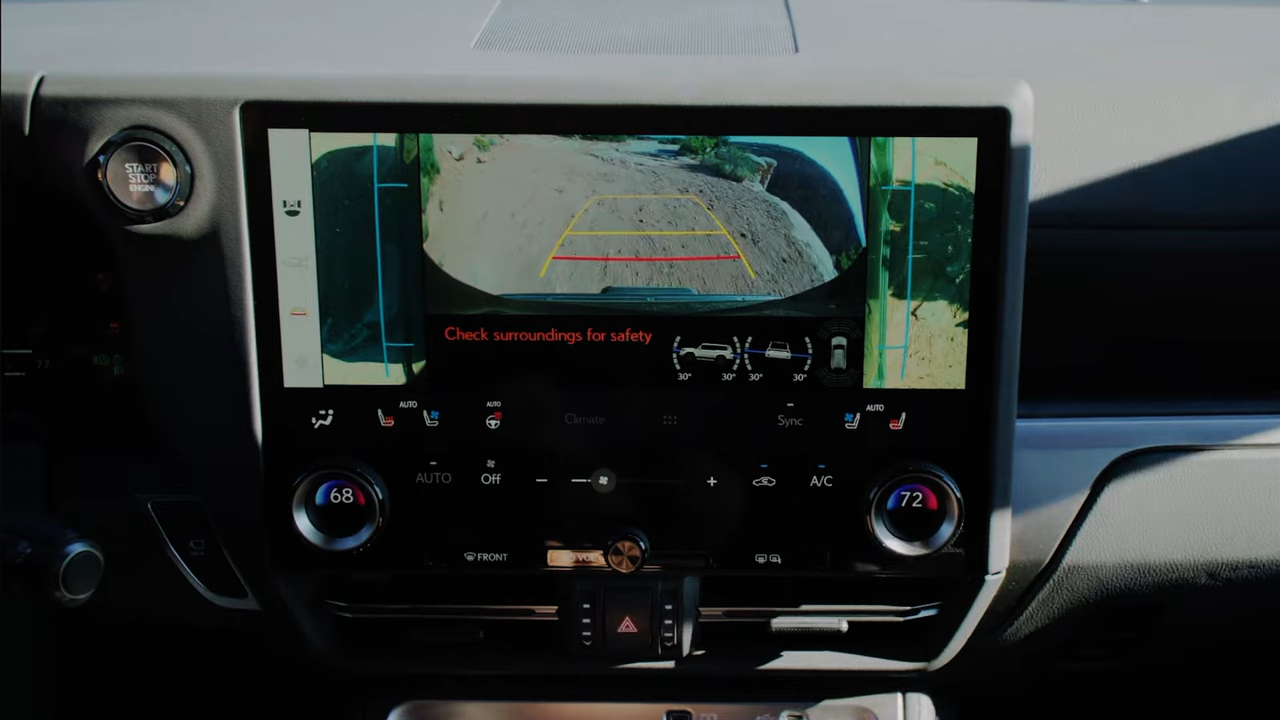 START
STOP
ENGINE
Check surroundings for safety
30° 30° 30° 30°
AUTO
AUTO
Climate
Sync
AUTO
68
AUTO
Off
A/C
72
FRONT
VOL